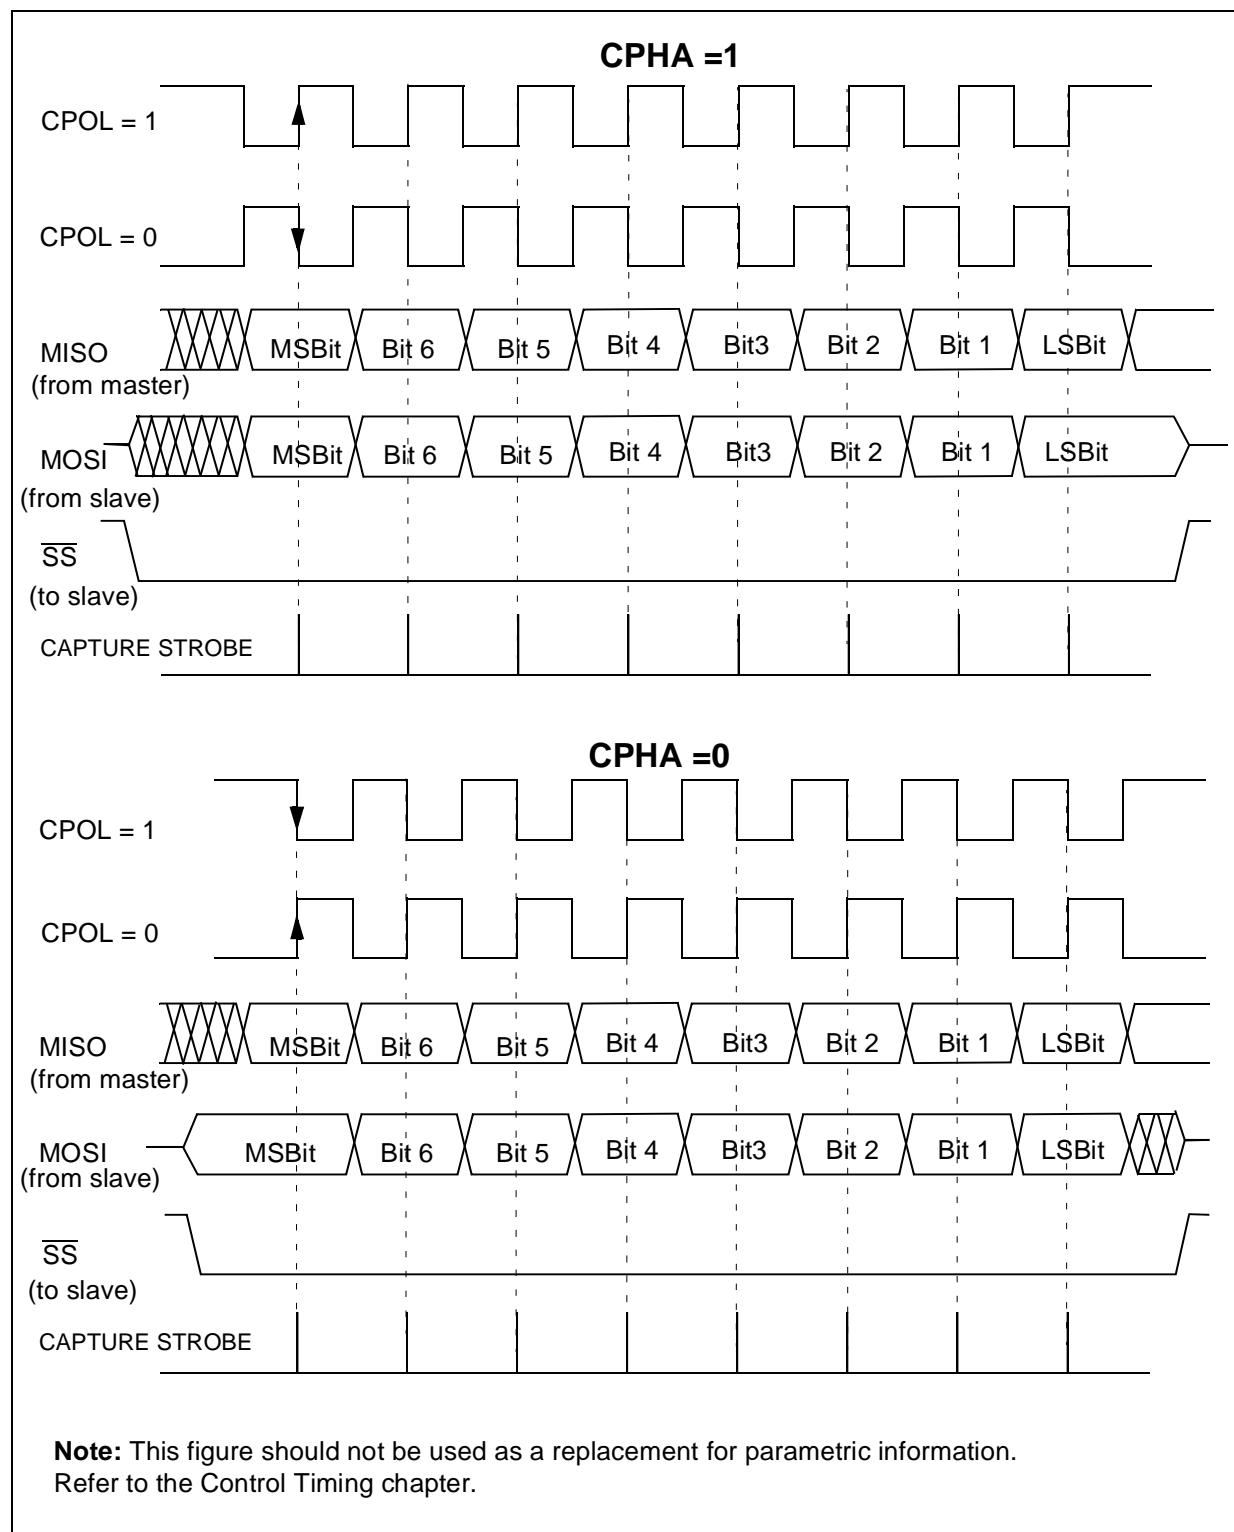 CPHA =1
CPOL = 1
CPOL = 0
MISO
(from master)
MSBit Bit 6 Bit 5 Bit 4 Bit3 Bit 2 Bit 1 LSBit
MOSI
(from slave)
MSBit Bit 6 Bit 5 Bit 4 Bit3 Bit 2 Bit 1 LSBit
S̅S̅
(to slave)
CAPTURE STROBE
CPHA =0
CPOL = 1
CPOL = 0
MISO
(from master)
MSBit Bit 6 Bit 5 Bit 4 Bit3 Bit 2 Bit 1 LSBit
MOSI
(from slave)
MSBit Bit 6 Bit 5 Bit 4 Bit3 Bit 2 Bit 1 LSBit
S̅S̅
(to slave)
CAPTURE STROBE
Note: This figure should not be used as a replacement for parametric information.
Refer to the Control Timing chapter.